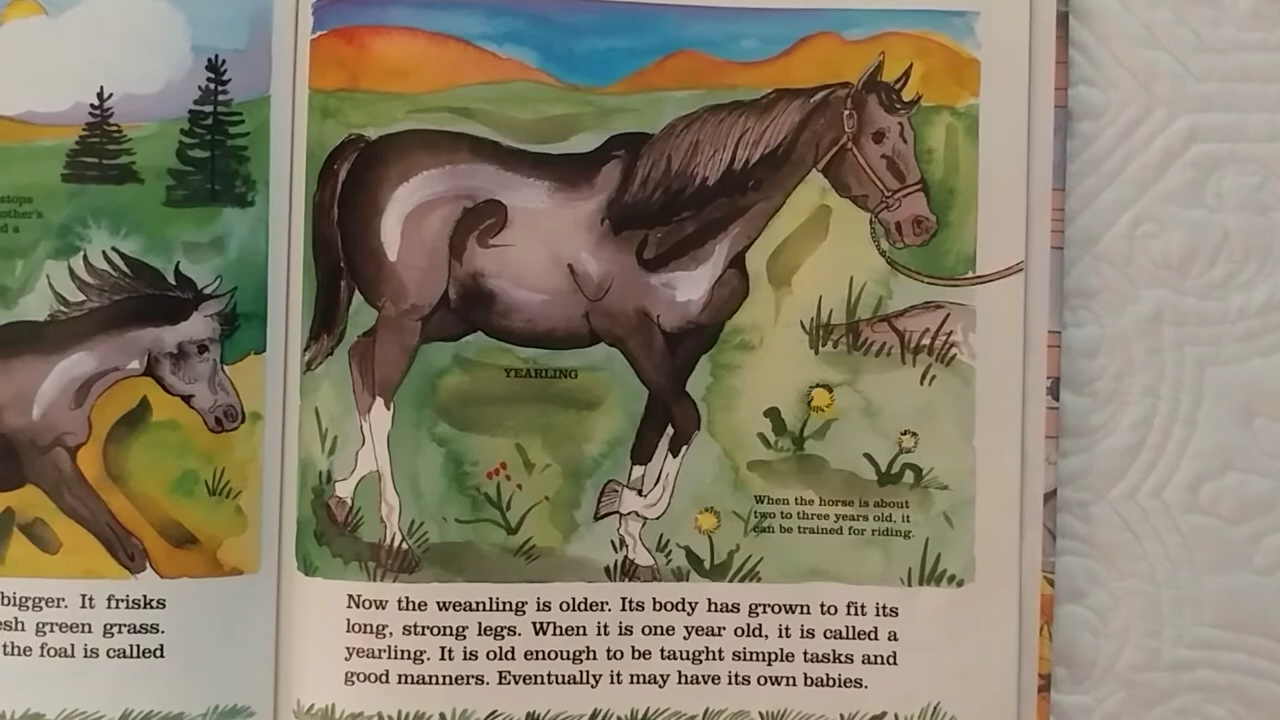 stops
other's
d a
bigger. It frisks
esh green grass.
the foal is called
YEARLING
When the horse is about
two to three years old, it
can be trained for riding.
Now the weanling is older. Its body has grown to fit its
long, strong legs. When it is one year old, it is called a
yearling. It is old enough to be taught simple tasks and
good manners. Eventually it may have its own babies.